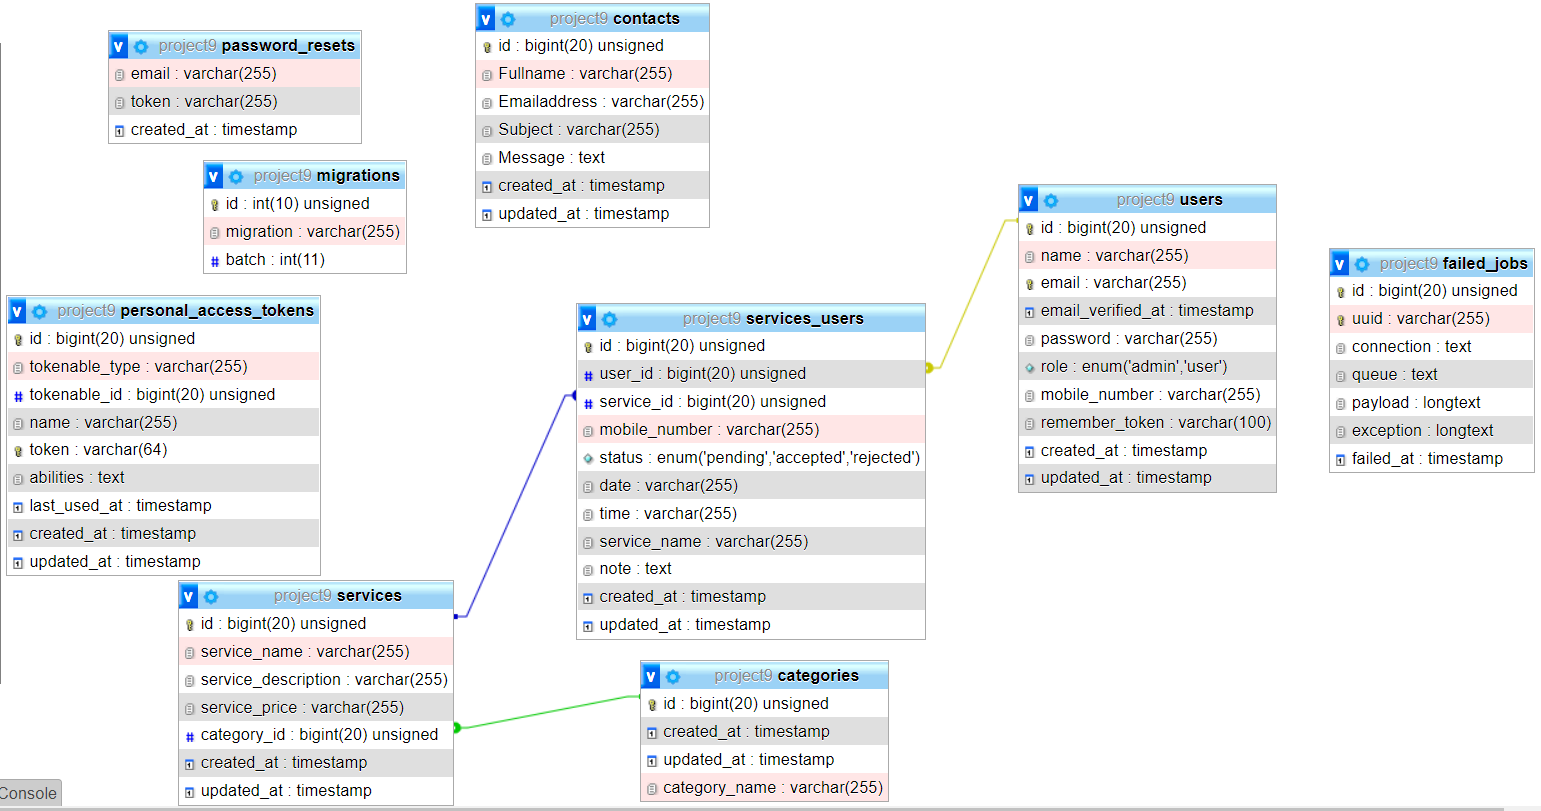 project9 password_resets
email : varchar(255)
token : varchar(255)
created_at : timestamp
project9 contacts
id : bigint(20) unsigned
Fullname : varchar(255)
Emailaddress : varchar(255)
Subject : varchar(255)
Message : text
created_at : timestamp
updated_at : timestamp
project9 migrations
id : int(10) unsigned
migration : varchar(255)
batch : int(11)
project9 users
id : bigint(20) unsigned
name : varchar(255)
email : varchar(255)
email_verified_at : timestamp
password : varchar(255)
role : enum('admin','user')
mobile_number : varchar(255)
remember_token : varchar(100)
created_at : timestamp
updated_at : timestamp
project9 failed_jobs
id : bigint(20) unsigned
uuid : varchar(255)
connection : text
queue : text
payload : longtext
exception : longtext
failed_at : timestamp
project9 personal_access_tokens
id : bigint(20) unsigned
tokenable_type : varchar(255)
tokenable_id : bigint(20) unsigned
name : varchar(255)
token : varchar(64)
abilities : text
last_used_at : timestamp
created_at : timestamp
updated_at : timestamp
project9 services_users
id : bigint(20) unsigned
user_id : bigint(20) unsigned
service_id : bigint(20) unsigned
mobile_number : varchar(255)
status : enum('pending','accepted','rejected')
date : varchar(255)
time : varchar(255)
service_name : varchar(255)
note : text
created_at : timestamp
updated_at : timestamp
project9 services
id : bigint(20) unsigned
service_name : varchar(255)
service_description : varchar(255)
service_price : varchar(255)
category_id : bigint(20) unsigned
created_at : timestamp
updated_at : timestamp
project9 categories
id : bigint(20) unsigned
created_at : timestamp
updated_at : timestamp
category_name : varchar(255)
Console